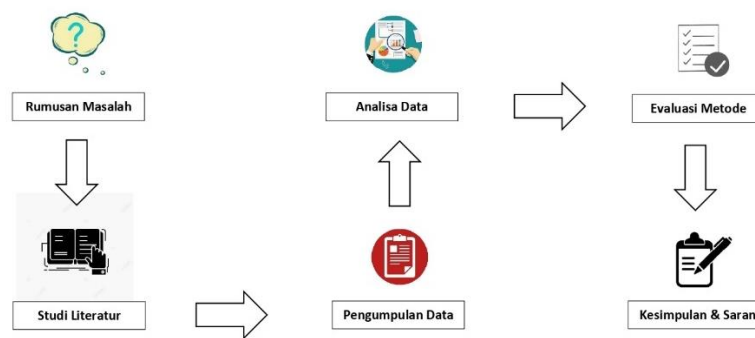 Rumusan Masalah
Studi Literatur
Pengumpulan Data
Analisa Data
Evaluasi Metode
Kesimpulan & Saran